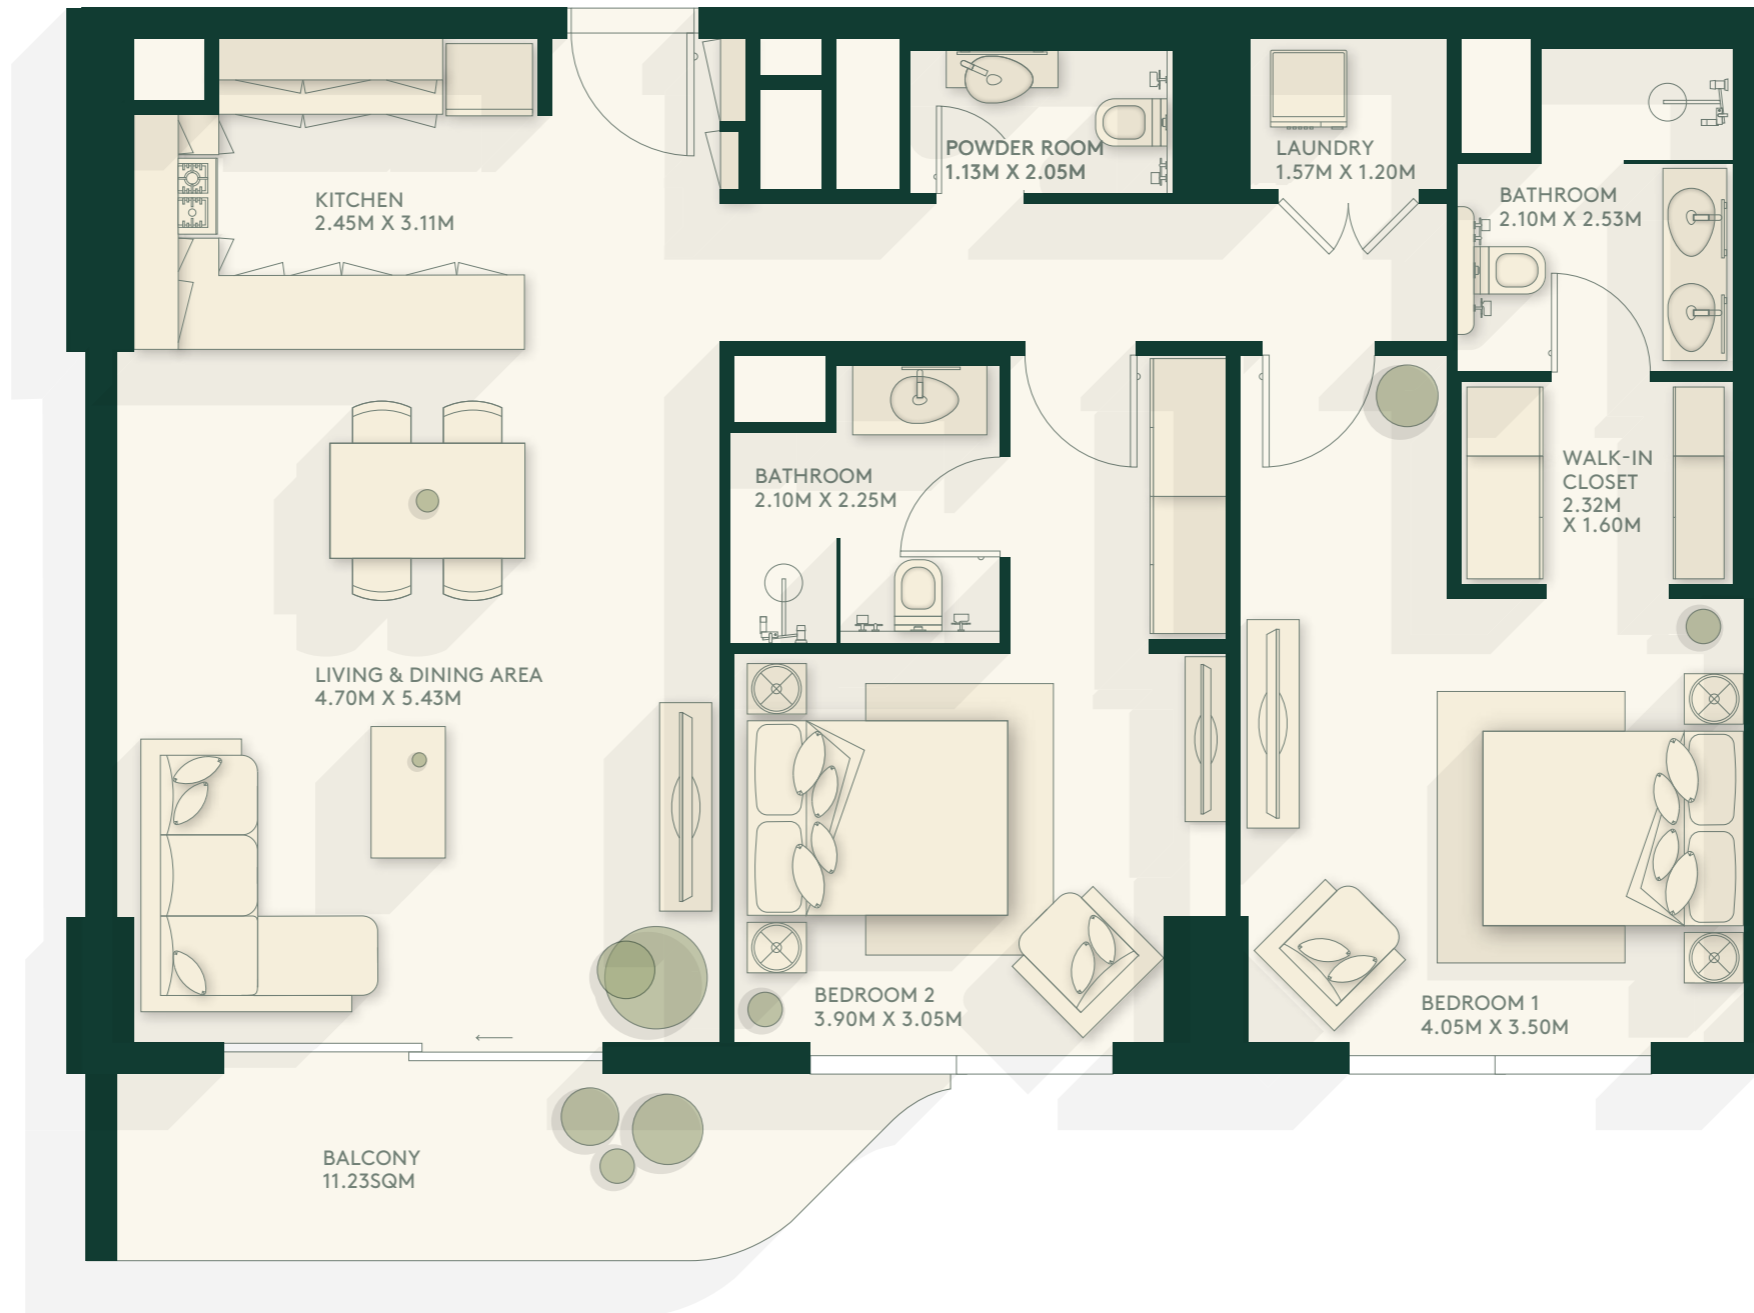 POWDER ROOM
1.13M X 2.05M
LAUNDRY
1.57M X 1.20M
KITCHEN
2.45M X 3.11M
BATHROOM
2.10M X 2.53M
BATHROOM
2.10M X 2.25M
WALK-IN
CLOSET
2.32M
X 1.60M
LIVING & DINING AREA
4.70M X 5.43M
BEDROOM 2
3.90M X 3.05M
BEDROOM 1
4.05M X 3.50M
BALCONY
11.23SQM